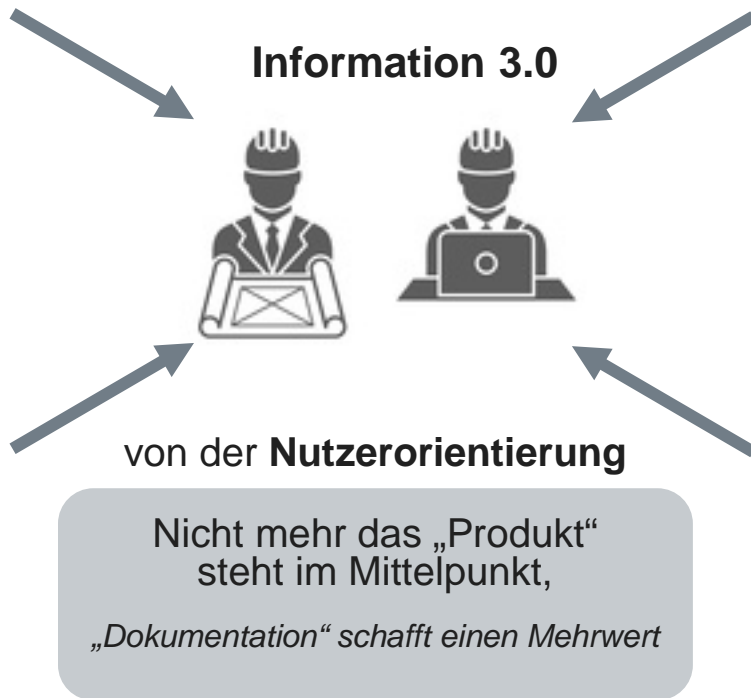 Information 3.0
von der Nutzerorientierung
Nicht mehr das „Produkt“
steht im Mittelpunkt,
„Dokumentation“ schafft einen Mehrwert